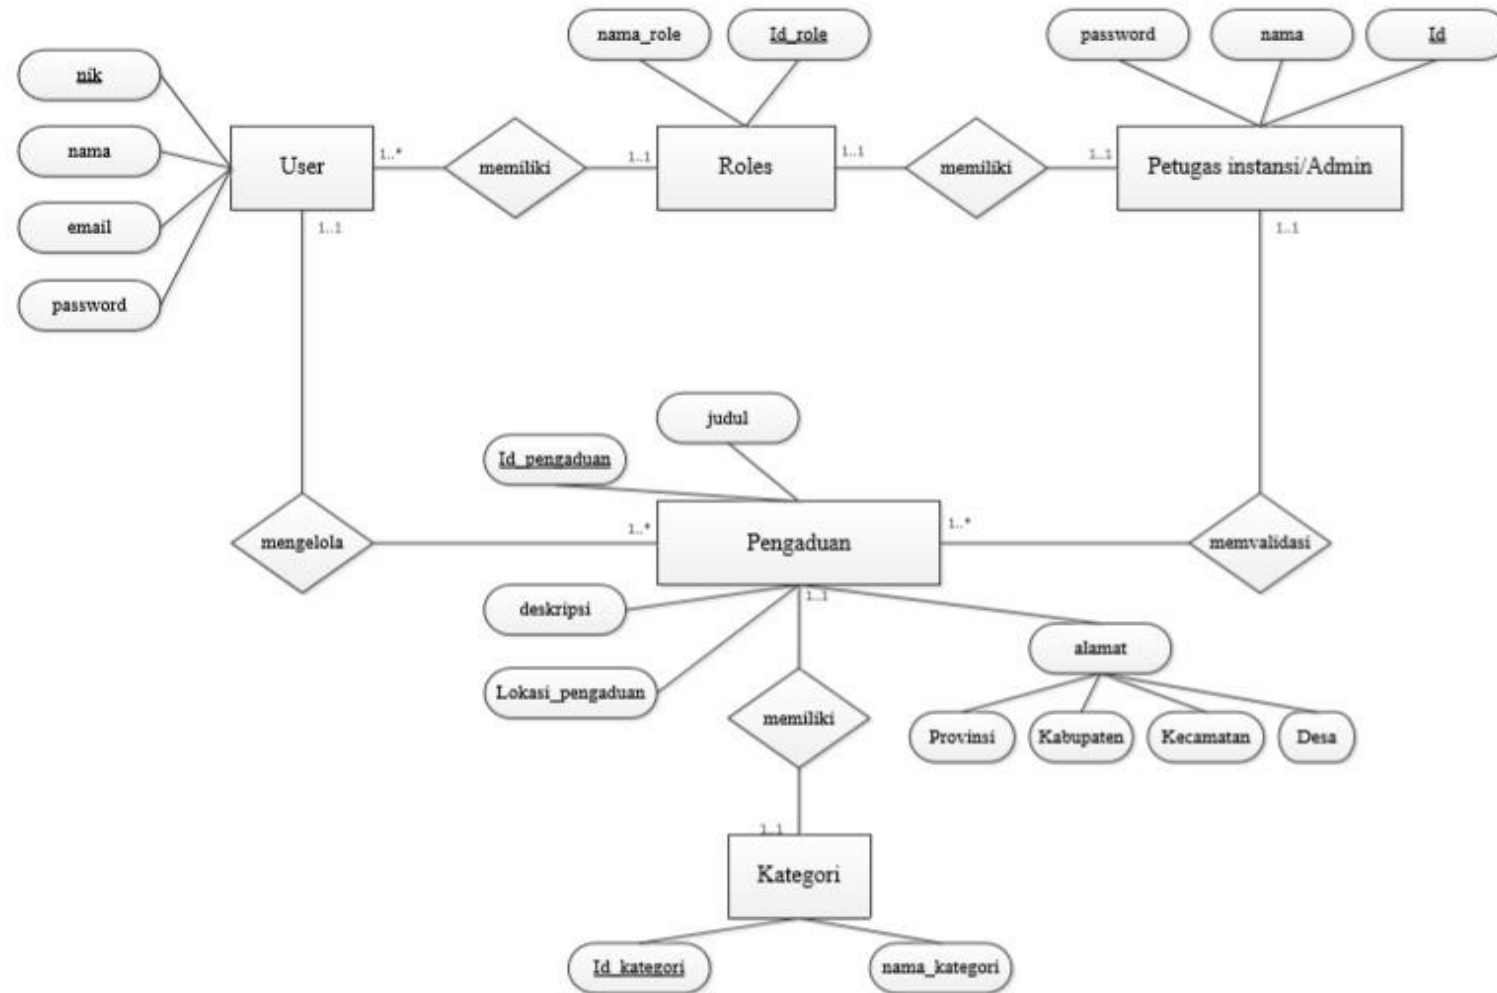 nama_role
Id_role
password
nama
Id
nik
nama
email
password
User
1..*
memiliki
1..1
Roles
1..1
memiliki
1..1
Petugas instansi/Admin
1..1
1..1
judul
Id_pengaduan
mengelola
1..*
Pengaduan
1..*
memvalidasi
1..1
deskripsi
Lokasi_pengaduan
alamat
Provinsi
Kabupaten
Kecamatan
Desa
memiliki
1..1
Kategori
Id_kategori
nama_kategori